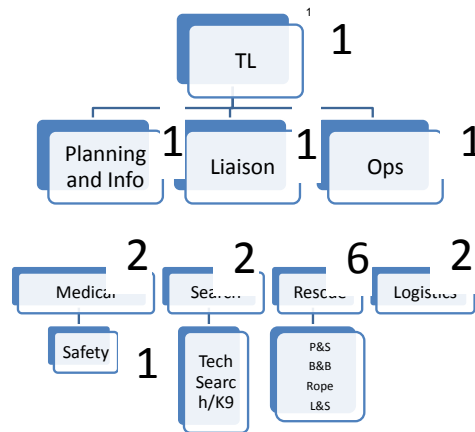 1
TL 1
Planning
and Info 1
Liaison 1
Ops 1
Medical 2
Search 2
Rescue 6
Logistics 2
Safety 1
Tech
Searc
h/K9
P&S
B&B
Rope
L&S